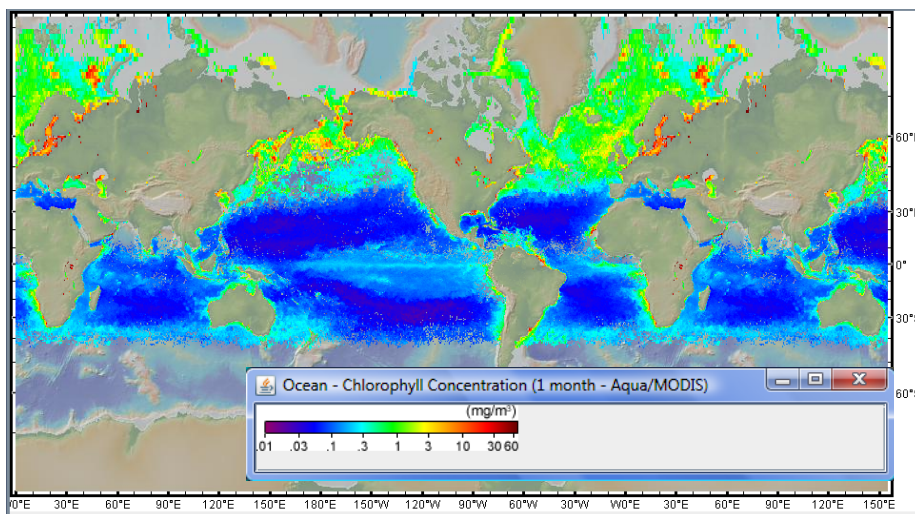 60°N
30°N
0°
30°S
60°S
Ocean - Chlorophyll Concentration (1 month - Aqua/MODIS)
(mg/m³)
.01 .03 .1 .3 1 3 10 30 60
0°E 30°E 60°E 90°E 120°E 150°E 180°W 150°W 120°W 90°W 60°W 30°W 0°E 30°E 60°E 90°E 120°E 150°E